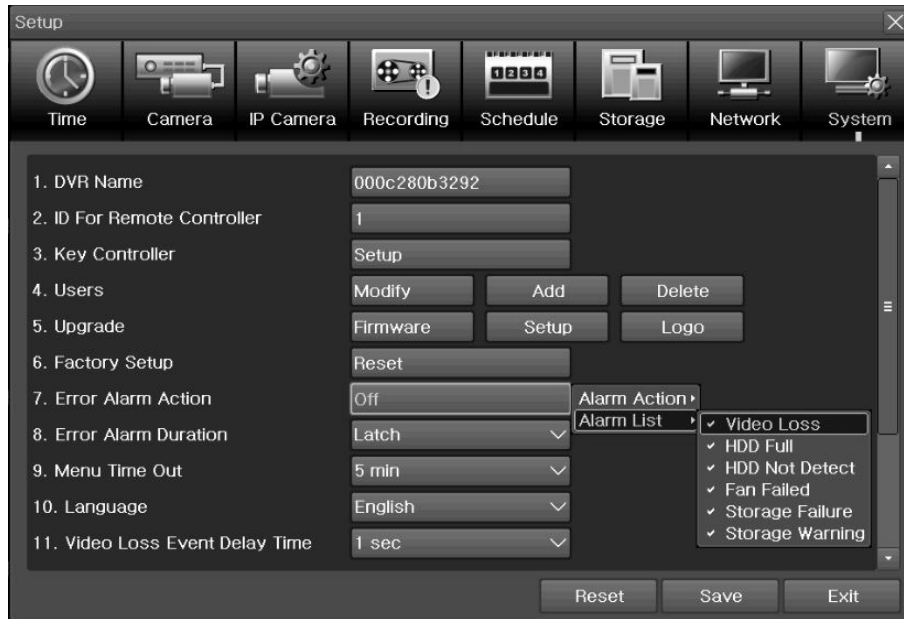 Setup
Time Camera IP Camera Recording Schedule Storage Network System
1 2 3 4
1. DVR Name 000c280b3292
2. ID For Remote Controller 1
3. Key Controller Setup
4. Users Modify Add Delete
5. Upgrade Firmware Setup Logo
6. Factory Setup Reset
7. Error Alarm Action Off Alarm Action
Alarm List Video Loss
8. Error Alarm Duration Latch HDD Full
HDD Not Detect
9. Menu Time Out 5 min Fan Failed
10. Language English Storage Failure
Storage Warning
11. Video Loss Event Delay Time 1 sec
Reset Save Exit